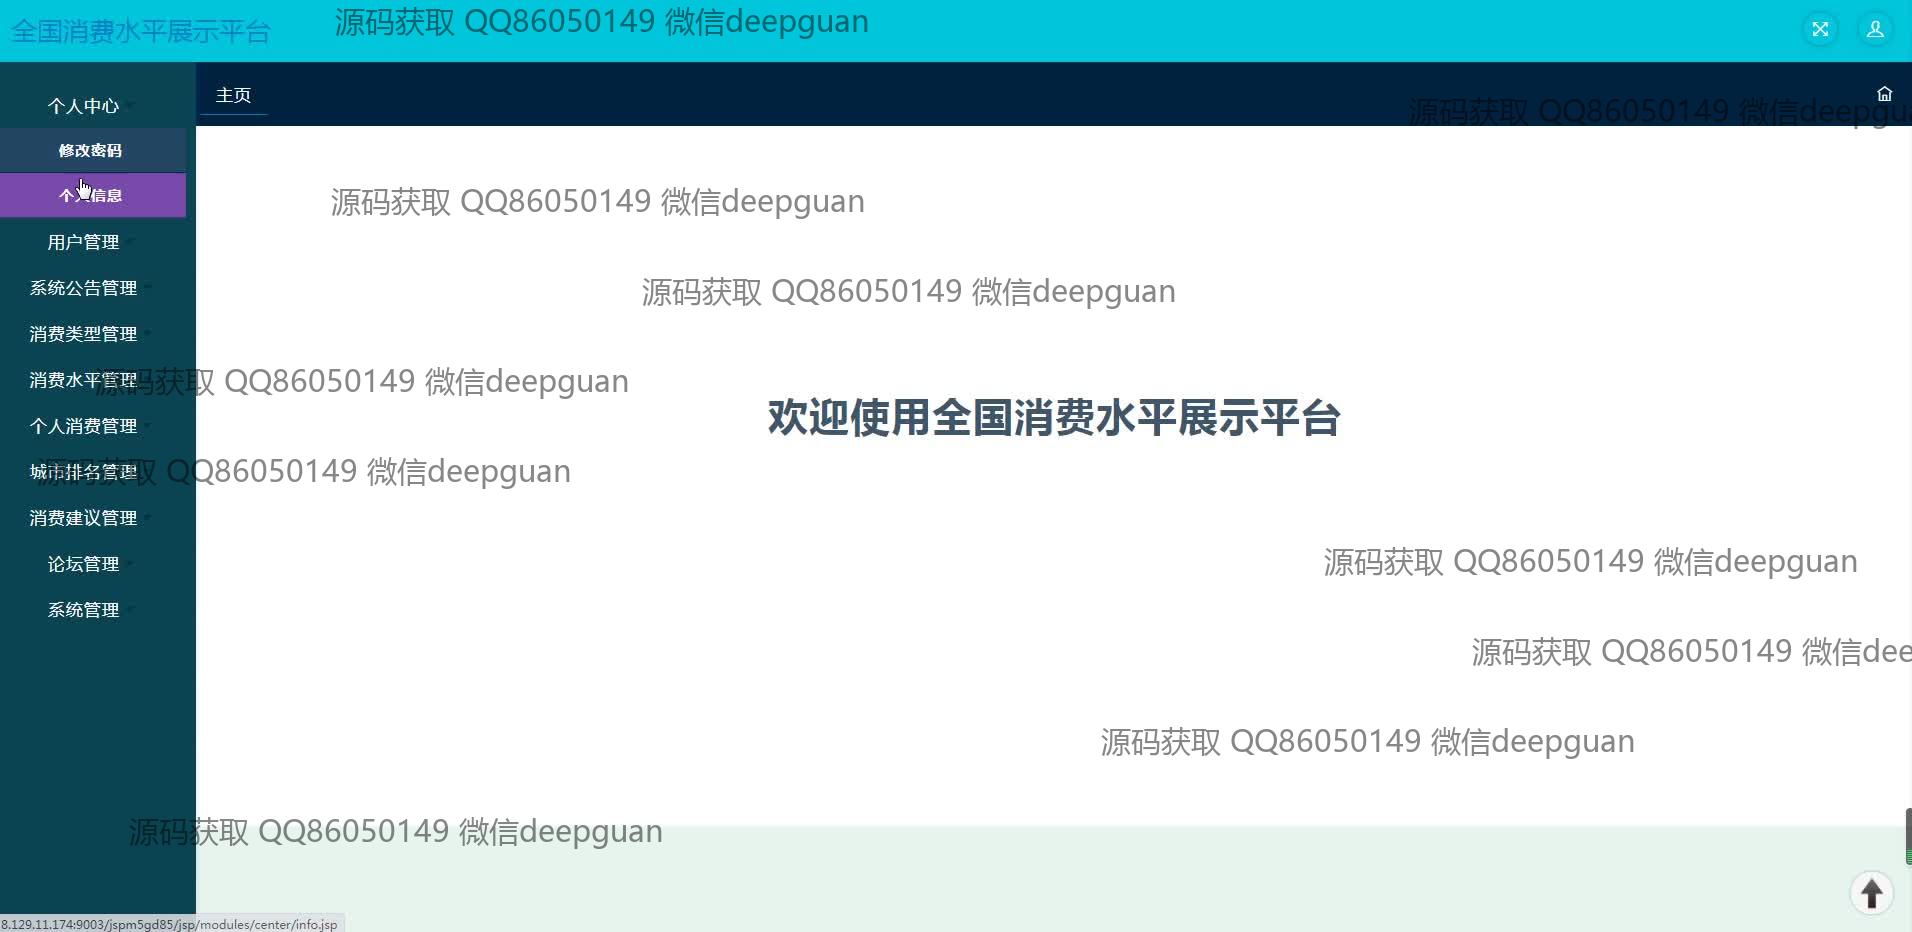 全国消费水平展示平台
源码获取 QQ86050149 微信deepguan
主页
源码获取 QQ86050149 微信deepgua
个人中心
修改密码
个人信息
用户管理
系统公告管理
消费类型管理
消费水平管理
个人消费管理
城市排名管理
消费建议管理
论坛管理
系统管理
源码获取 QQ86050149 微信deepguan
源码获取 QQ86050149 微信deepguan
源码获取 QQ86050149 微信deepguan
欢迎使用全国消费水平展示平台
源码获取 QQ86050149 微信deepguan
源码获取 QQ86050149 微信deepguan
源码获取 QQ86050149 微信dee
源码获取 QQ86050149 微信deepguan
源码获取 QQ86050149 微信deepguan
8.129.11.174:9003/jspm5gd85/jsp/modules/center/info.jsp